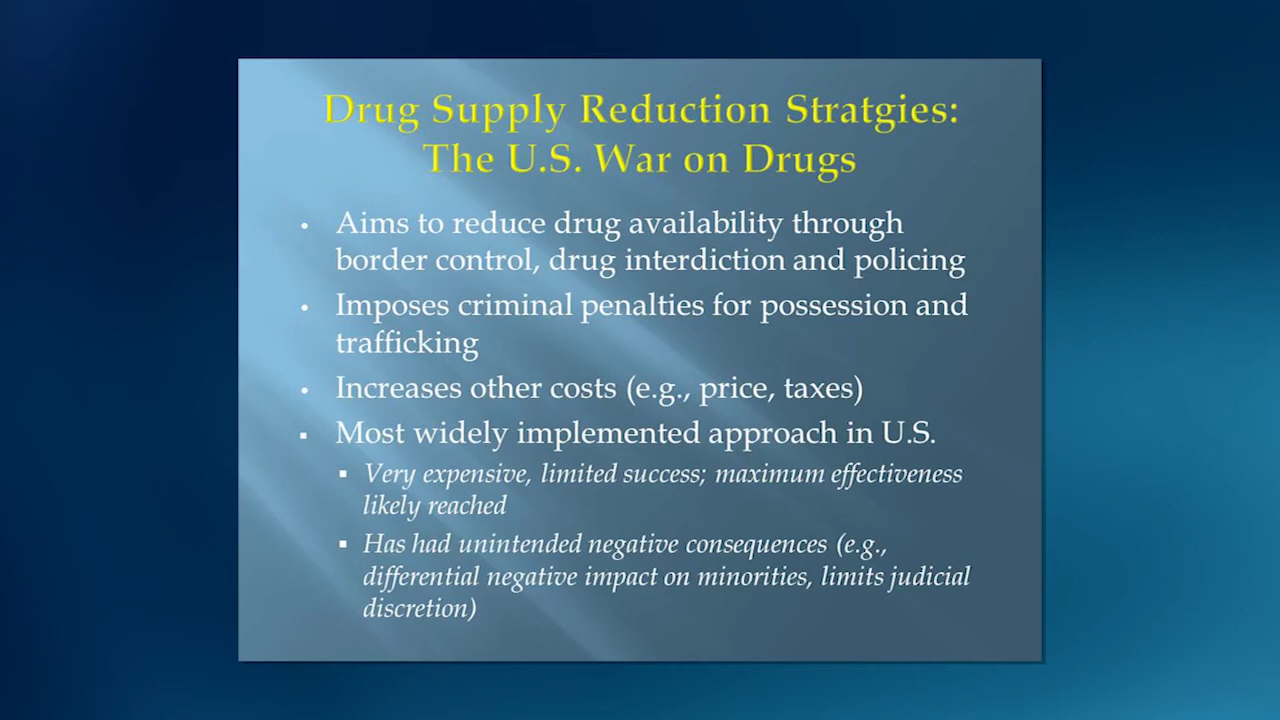 Drug Supply Reduction Stratgies:
The U.S. War on Drugs
• Aims to reduce drug availability through
border control, drug interdiction and policing
• Imposes criminal penalties for possession and
trafficking
• Increases other costs (e.g., price, taxes)
▪ Most widely implemented approach in U.S.
▪ Very expensive, limited success; maximum effectiveness
likely reached
▪ Has had unintended negative consequences (e.g.,
differential negative impact on minorities, limits judicial
discretion)